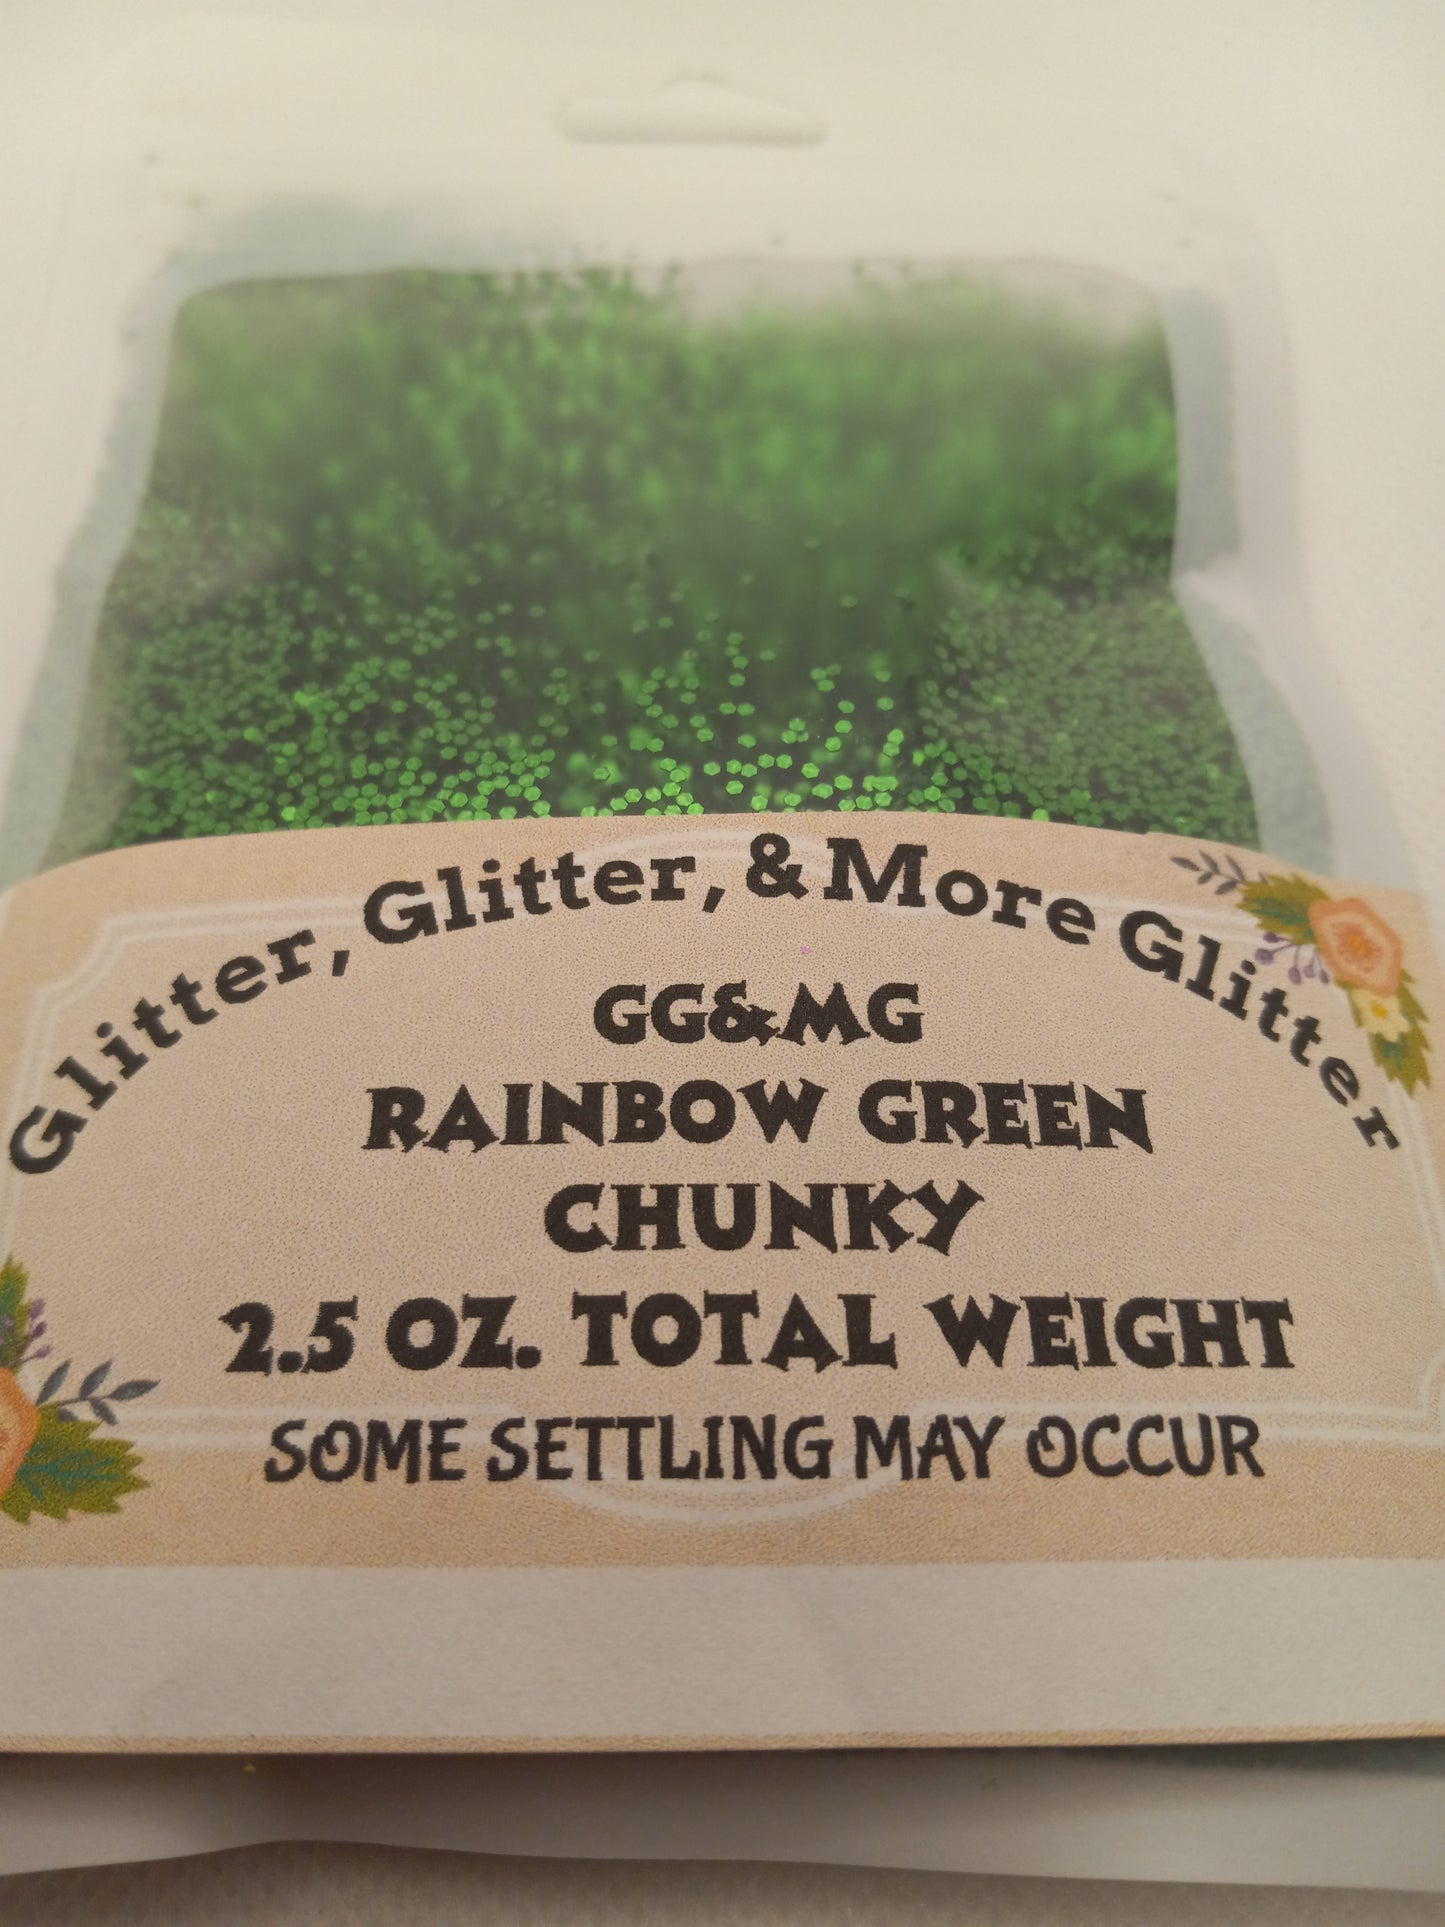 Glitter, Glitter, & More Glitter
GG&MG
RAINBOW GREEN
CHUNKY
2.5 OZ. TOTAL WEIGHT
SOME SETTLING MAY OCCUR